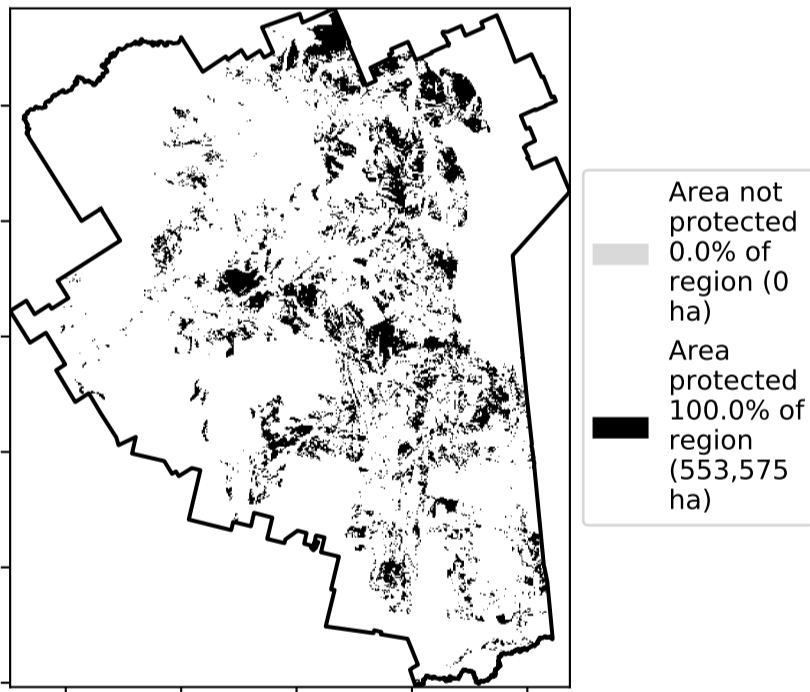 Area not
protected
0.0% of
region (0
ha)
Area
protected
100.0% of
region
(553,575
ha)